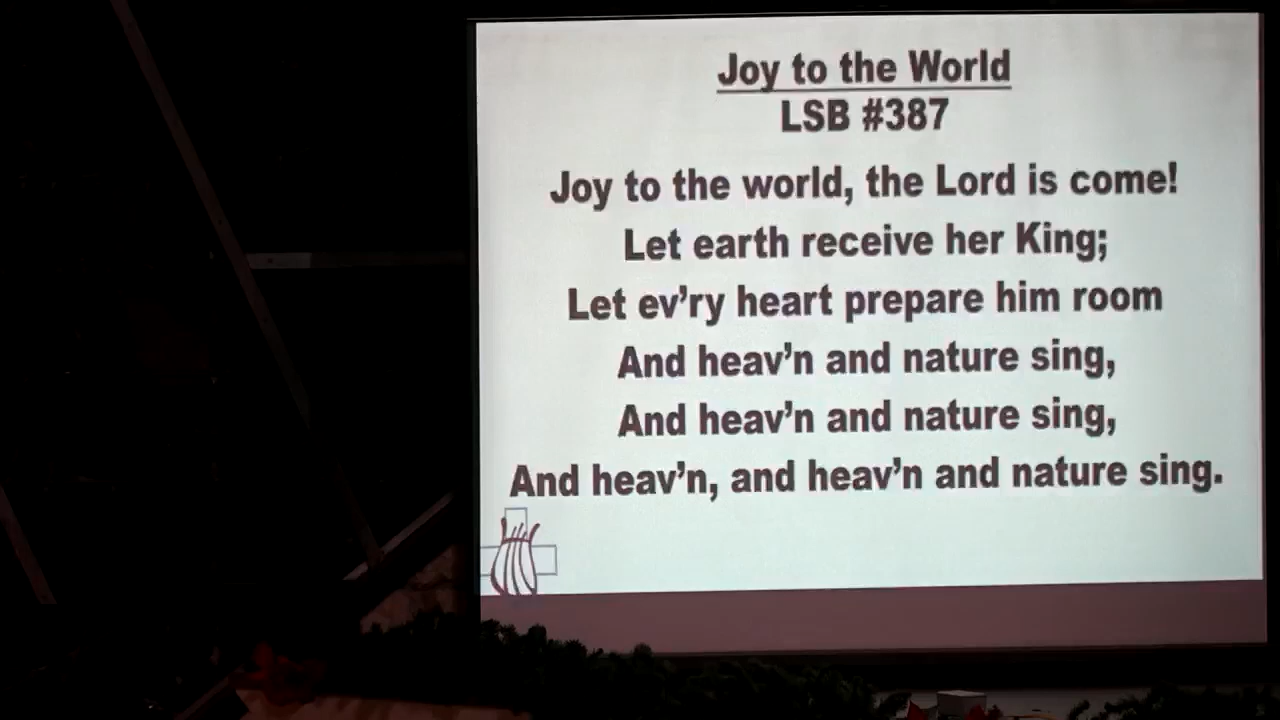 Joy to the World
LSB #387
Joy to the world, the Lord is come!
Let earth receive her King;
Let ev’ry heart prepare him room
And heav’n and nature sing,
And heav’n and nature sing,
And heav’n, and heav’n and nature sing.